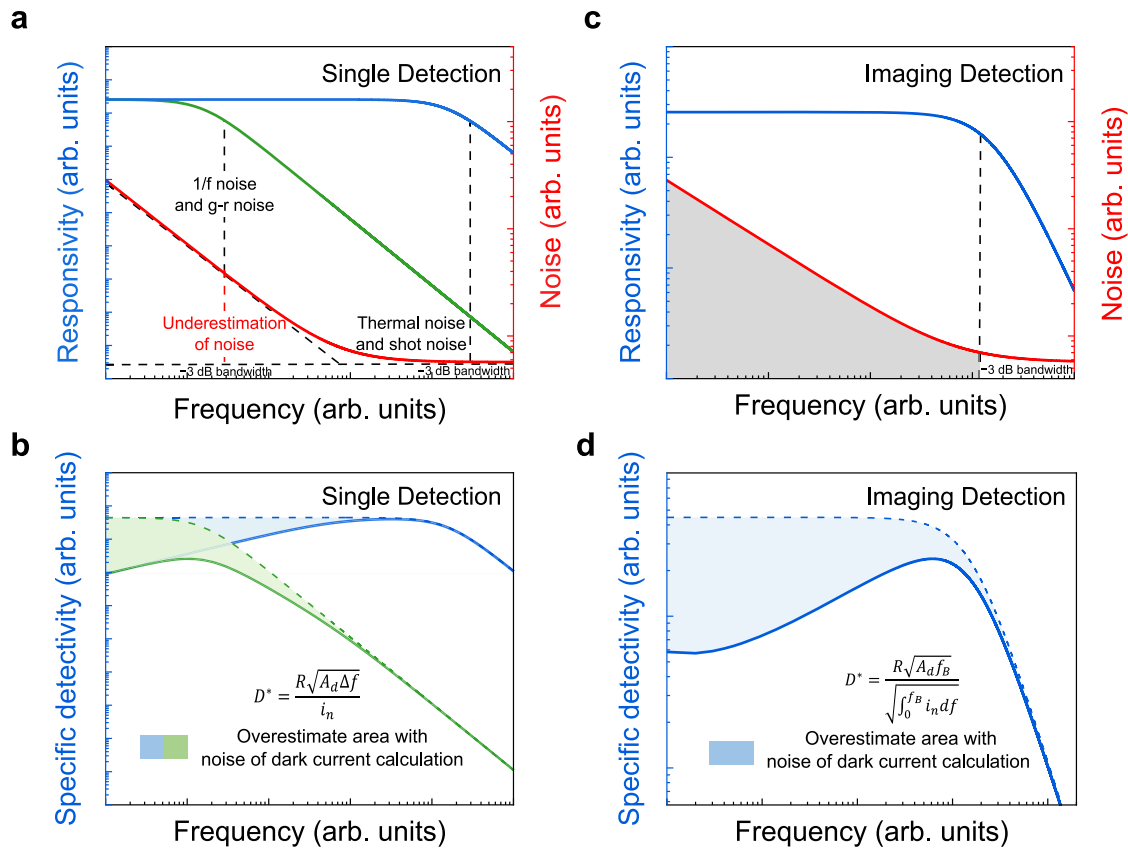 a
Single Detection
Responsivity (arb. units)
Noise (arb. units)
1/f noise
and g-r noise
Underestimation
of noise
Thermal noise
and shot noise
−3 dB bandwidth
−3 dB bandwidth
Frequency (arb. units)
c
Imaging Detection
Responsivity (arb. units)
Noise (arb. units)
−3 dB bandwidth
Frequency (arb. units)
b
Single Detection
Specific detectivity (arb. units)
D* = R√(A_dΔf) / i_n
Overestimate area with
noise of dark current calculation
Frequency (arb. units)
d
Imaging Detection
Specific detectivity (arb. units)
D* = R√(A_d f_B) / √(∫_0^{f_B} i_n df)
Overestimate area with
noise of dark current calculation
Frequency (arb. units)